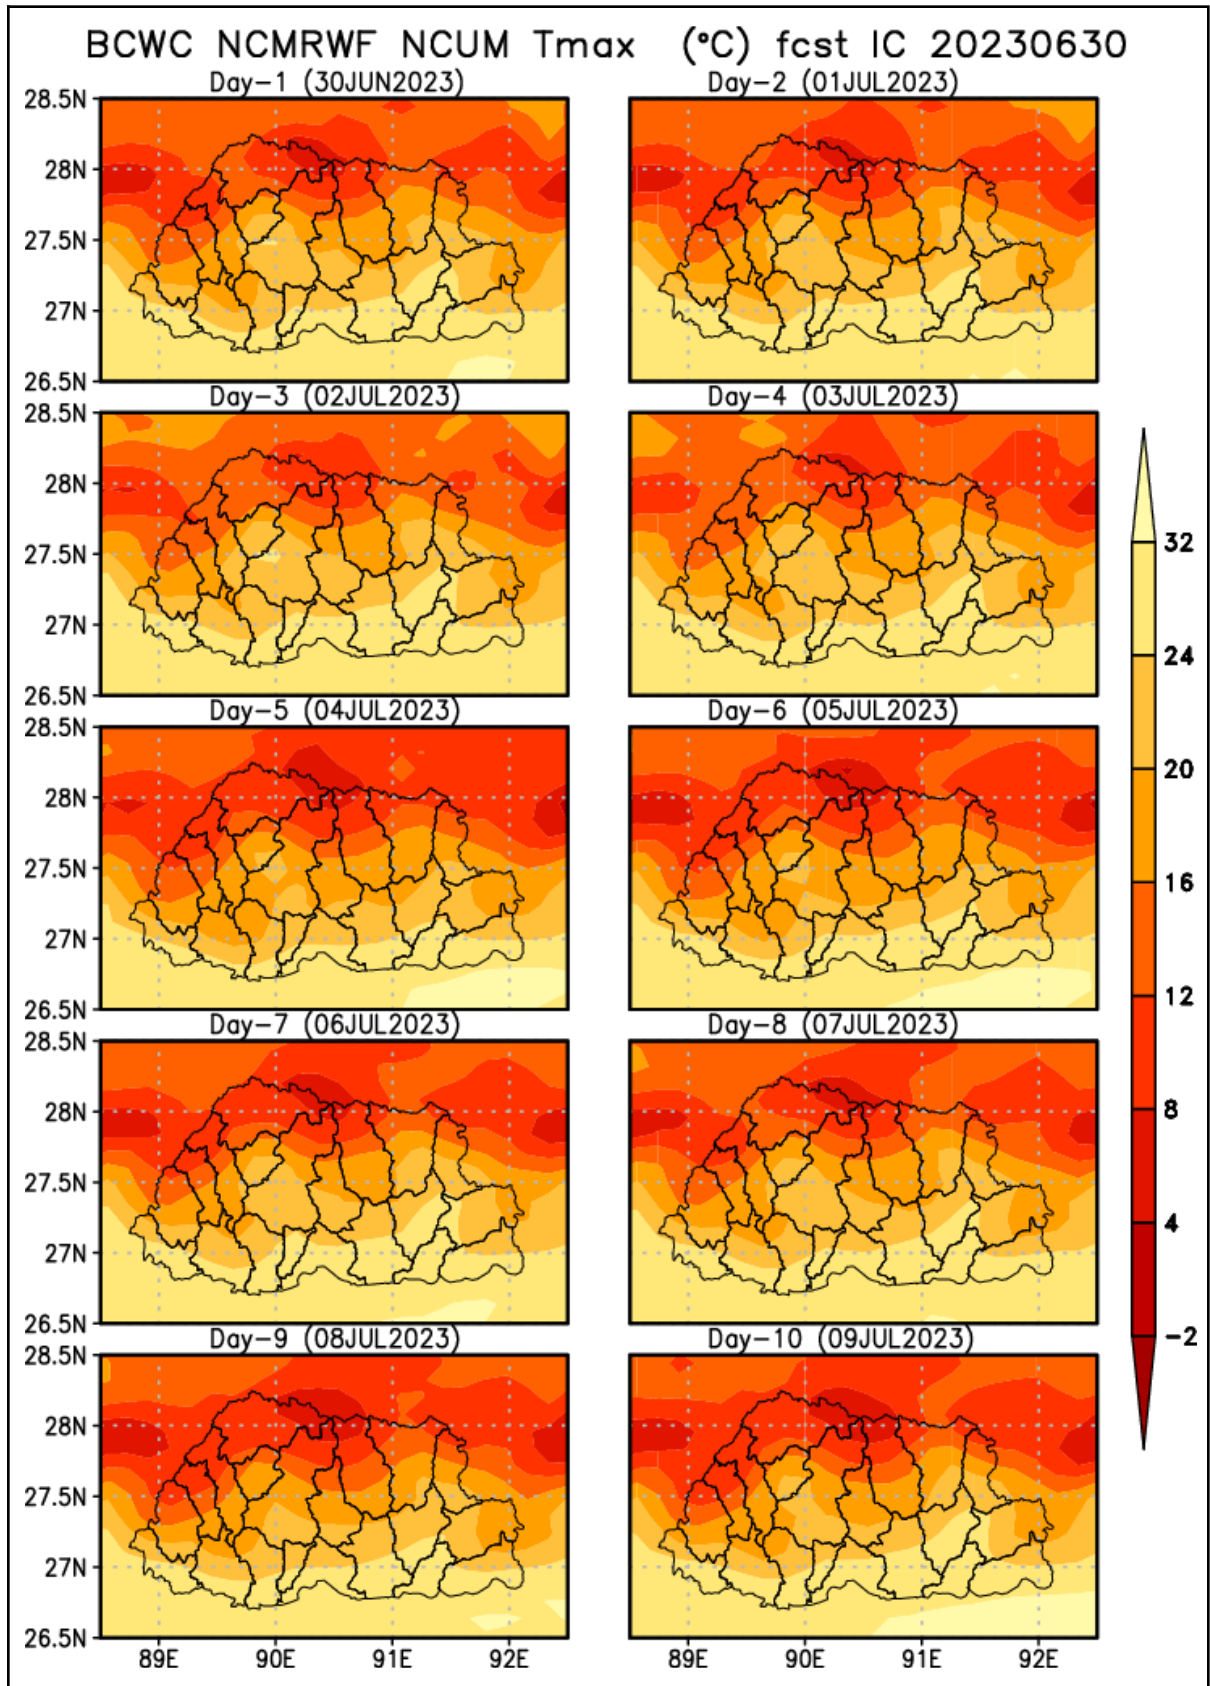 BCWC NCMRWF NCUM Tmax (°C) fcst IC 20230630
Day-1 (30JUN2023) Day-2 (01JUL2023)
28.5N
28N
27.5N
27N
26.5N
Day-3 (02JUL2023) Day-4 (03JUL2023)
28.5N
28N
27.5N
27N
26.5N
Day-5 (04JUL2023) Day-6 (05JUL2023)
28.5N
28N
27.5N
27N
26.5N
Day-7 (06JUL2023) Day-8 (07JUL2023)
28.5N
28N
27.5N
27N
26.5N
Day-9 (08JUL2023) Day-10 (09JUL2023)
28.5N
28N
27.5N
27N
26.5N
89E 90E 91E 92E 89E 90E 91E 92E
32
24
20
16
12
8
4
-2